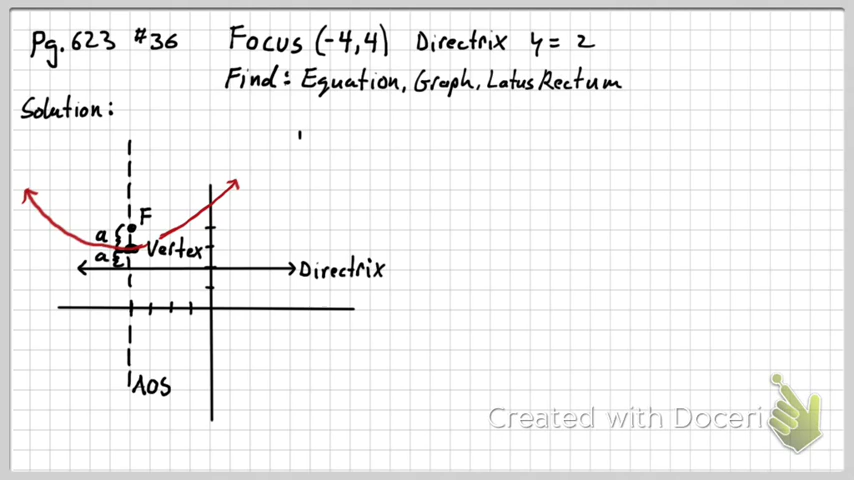 Pg. 623 #36 Focus (-4,4) Directrix y = 2
Find: Equation, Graph, Latus Rectum
Solution:
F
a {
Vertex
a {
Directrix
AOS
Created with Doceri